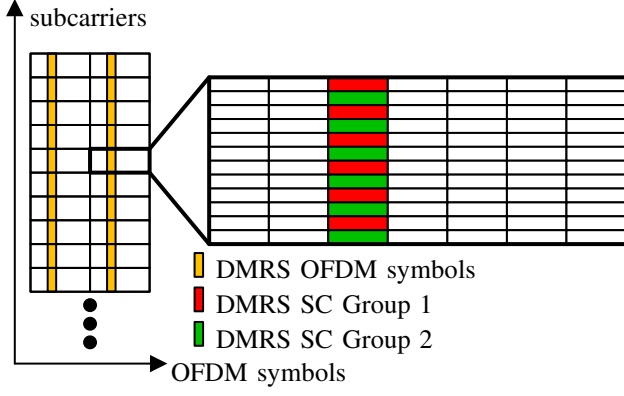 subcarriers
DMRS OFDM symbols
DMRS SC Group 1
DMRS SC Group 2
OFDM symbols